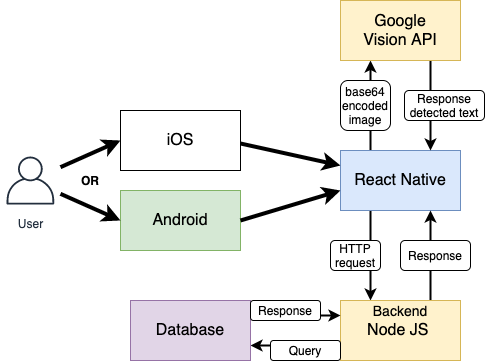 Google
Vision API
base64
encoded
image
Response
detected text
iOS
OR
User
Android
React Native
HTTP
request
Response
Database
Response
Query
Backend
Node JS